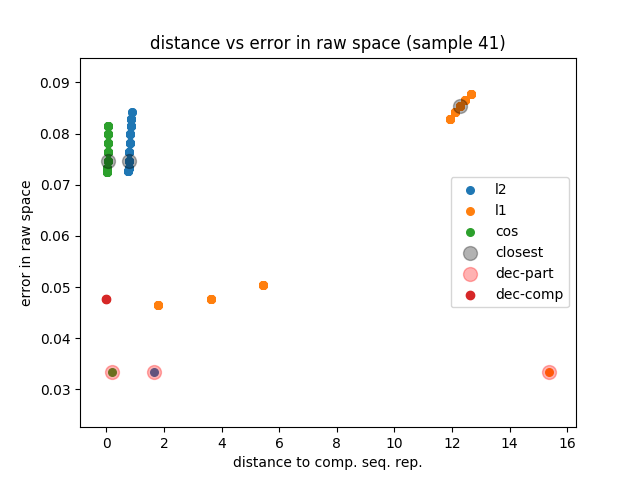 distance vs error in raw space (sample 41)
error in raw space
0.09
0.08
0.07
0.06
0.05
0.04
0.03
l2
l1
cos
closest
dec-part
dec-comp
0 2 4 6 8 10 12 14 16
distance to comp. seq. rep.